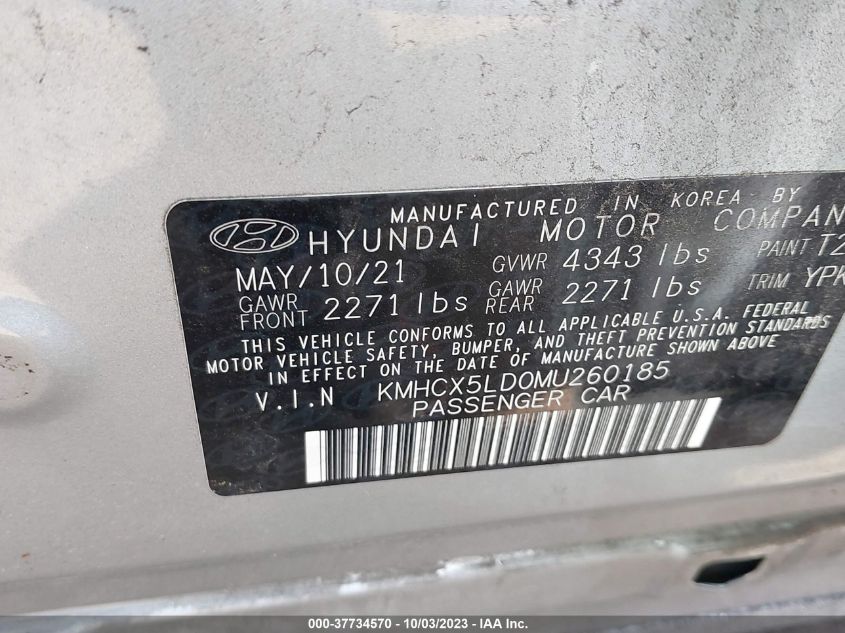 MANUFACTURED IN KOREA BY
HYUNDAI MOTOR COMPAN
MAY/10/21 GVWR 4343 lbs PAINT T2
GAWR FRONT 2271 lbs GAWR REAR 2271 lbs TRIM YPK
THIS VEHICLE CONFORMS TO ALL APPLICABLE U.S.A. FEDERAL
MOTOR VEHICLE SAFETY, BUMPER, AND THEFT PREVENTION STANDARDS
IN EFFECT ON THE DATE OF MANUFACTURE SHOWN ABOVE
V.I.N KMHCX5LD0MU260185
PASSENGER CAR
000-37734570 - 10/03/2023 - IAA Inc.